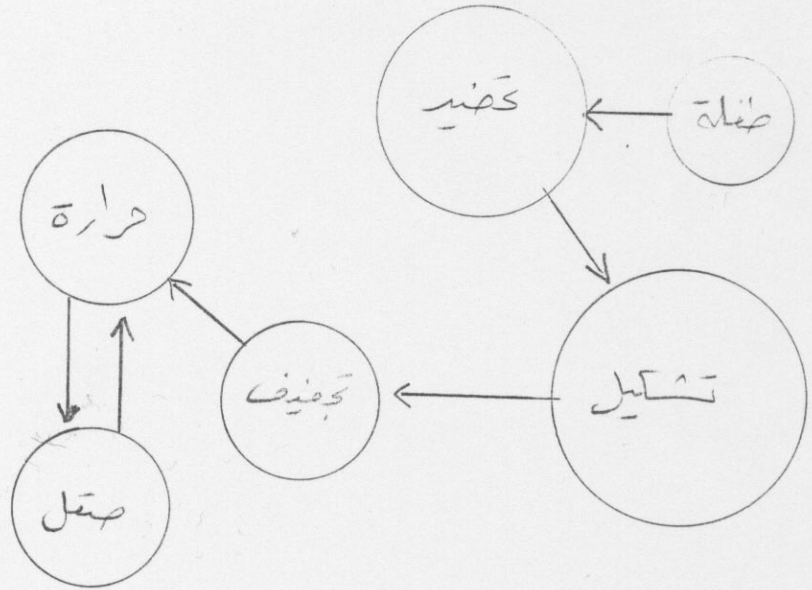 طفلة
تحضير
تشكيل
تجفيف
حرارة
صقل